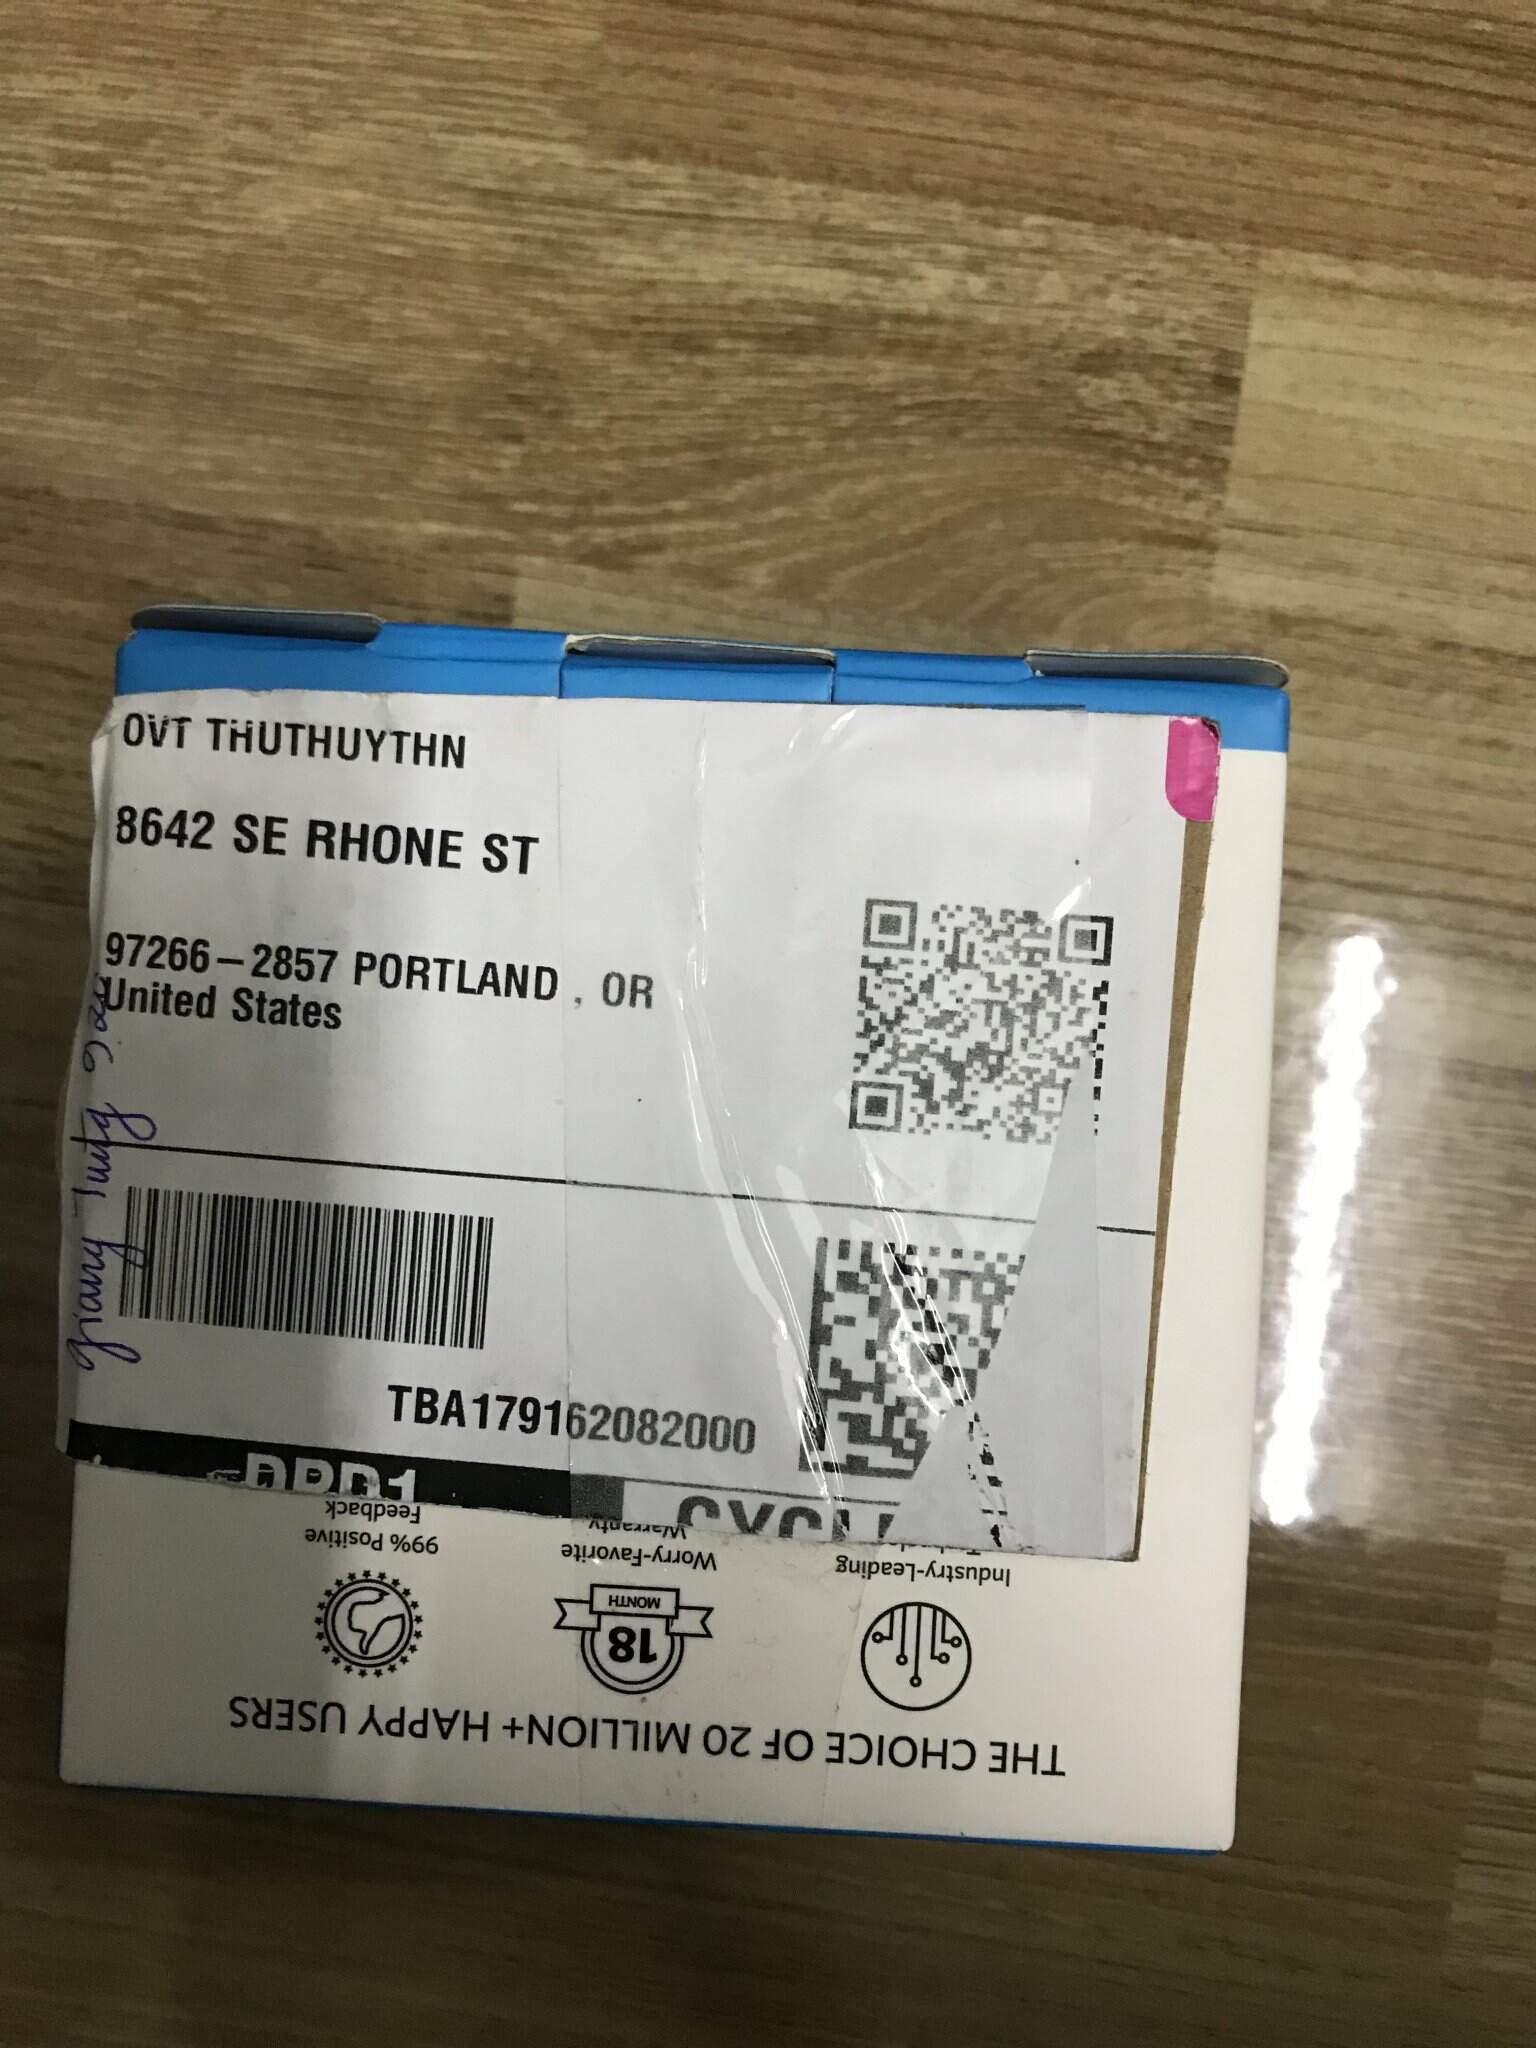 OVT THUTHUYTHN
8642 SE RHONE ST
97266-2857 PORTLAND , OR
United States
TBA179162082000
CYCL1
THE CHOICE OF 20 MILLION+ HAPPY USERS
Industry-Leading
18
MONTH
Worry-Favorite
Warranty
99% Positive
Feedback